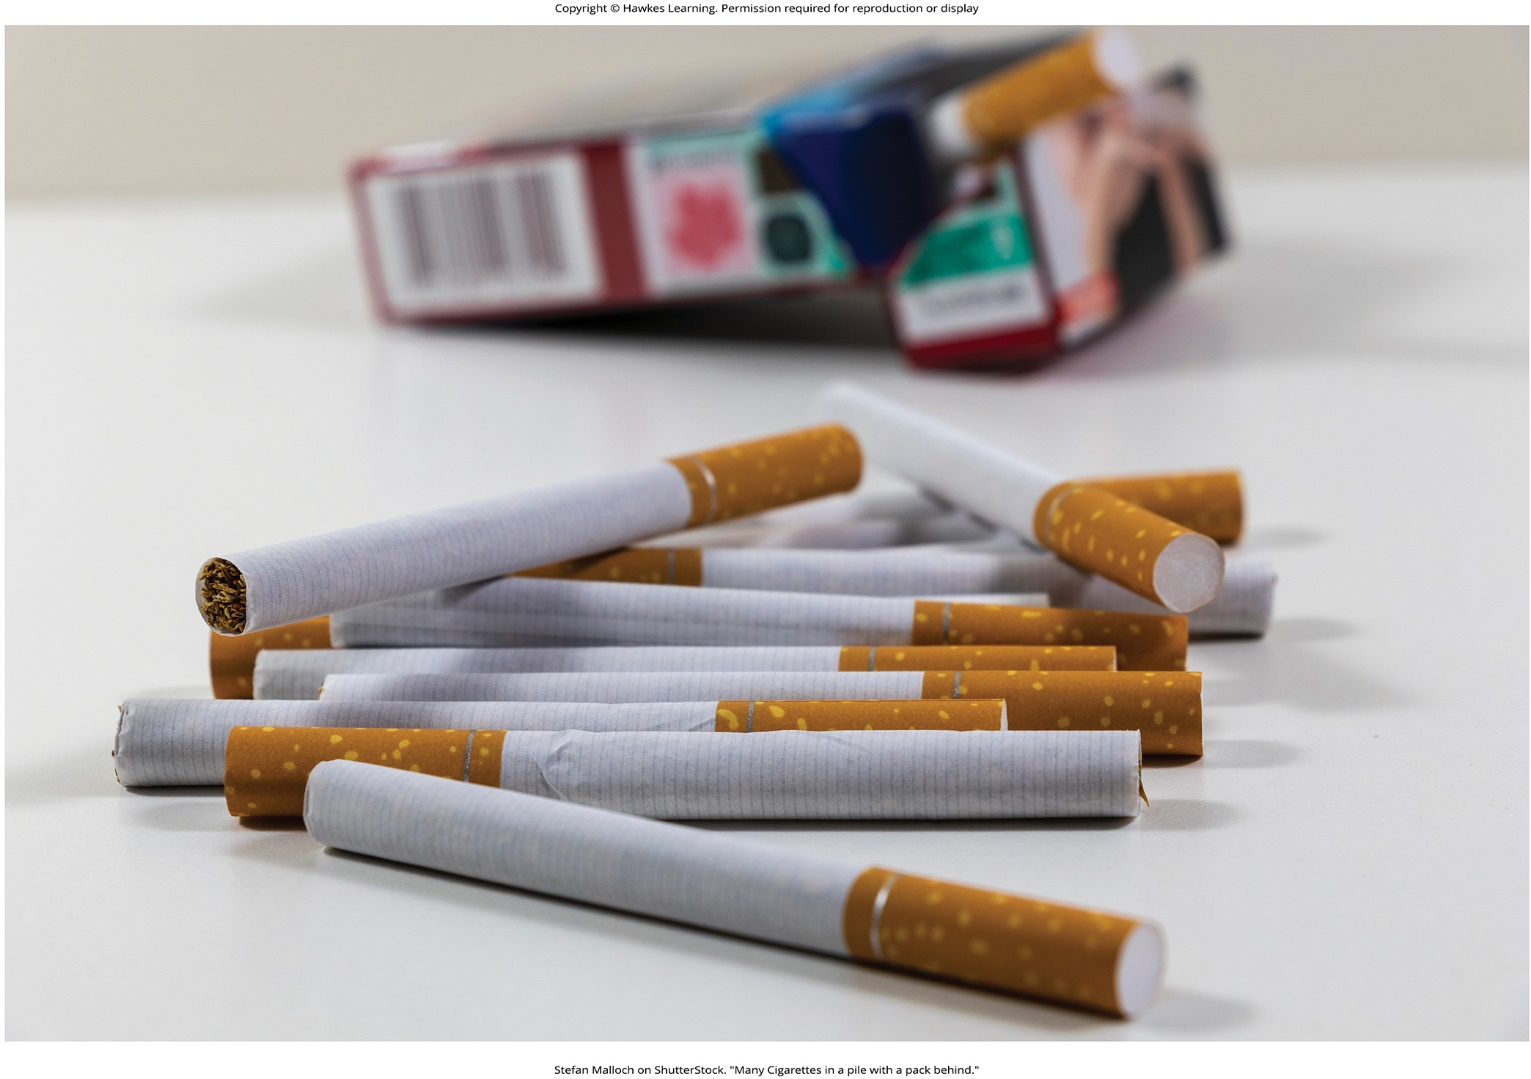 Copyright © Hawkes Learning. Permission required for reproduction or display
Stefan Malloch on ShutterStock. "Many Cigarettes in a pile with a pack behind."